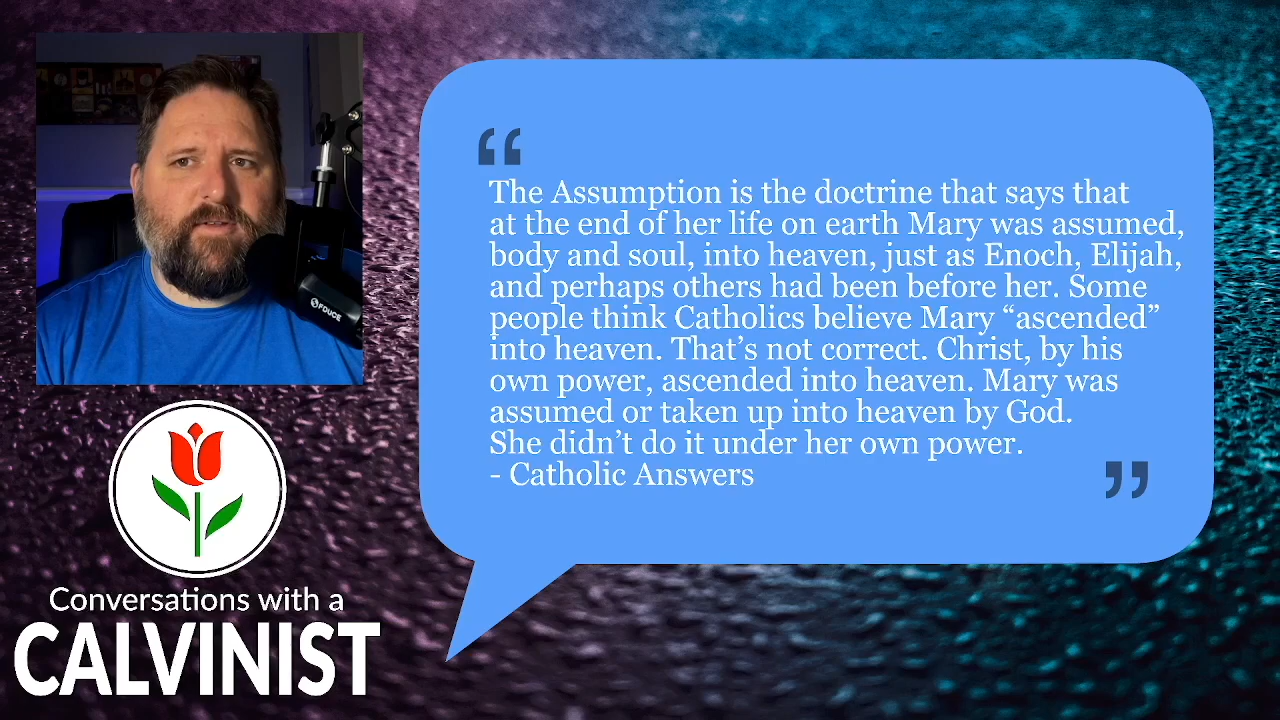 FDUCE
Conversations with a
CALVINIST
“
The Assumption is the doctrine that says that
at the end of her life on earth Mary was assumed,
body and soul, into heaven, just as Enoch, Elijah,
and perhaps others had been before her. Some
people think Catholics believe Mary “ascended”
into heaven. That’s not correct. Christ, by his
own power, ascended into heaven. Mary was
assumed or taken up into heaven by God.
She didn’t do it under her own power.
- Catholic Answers
”